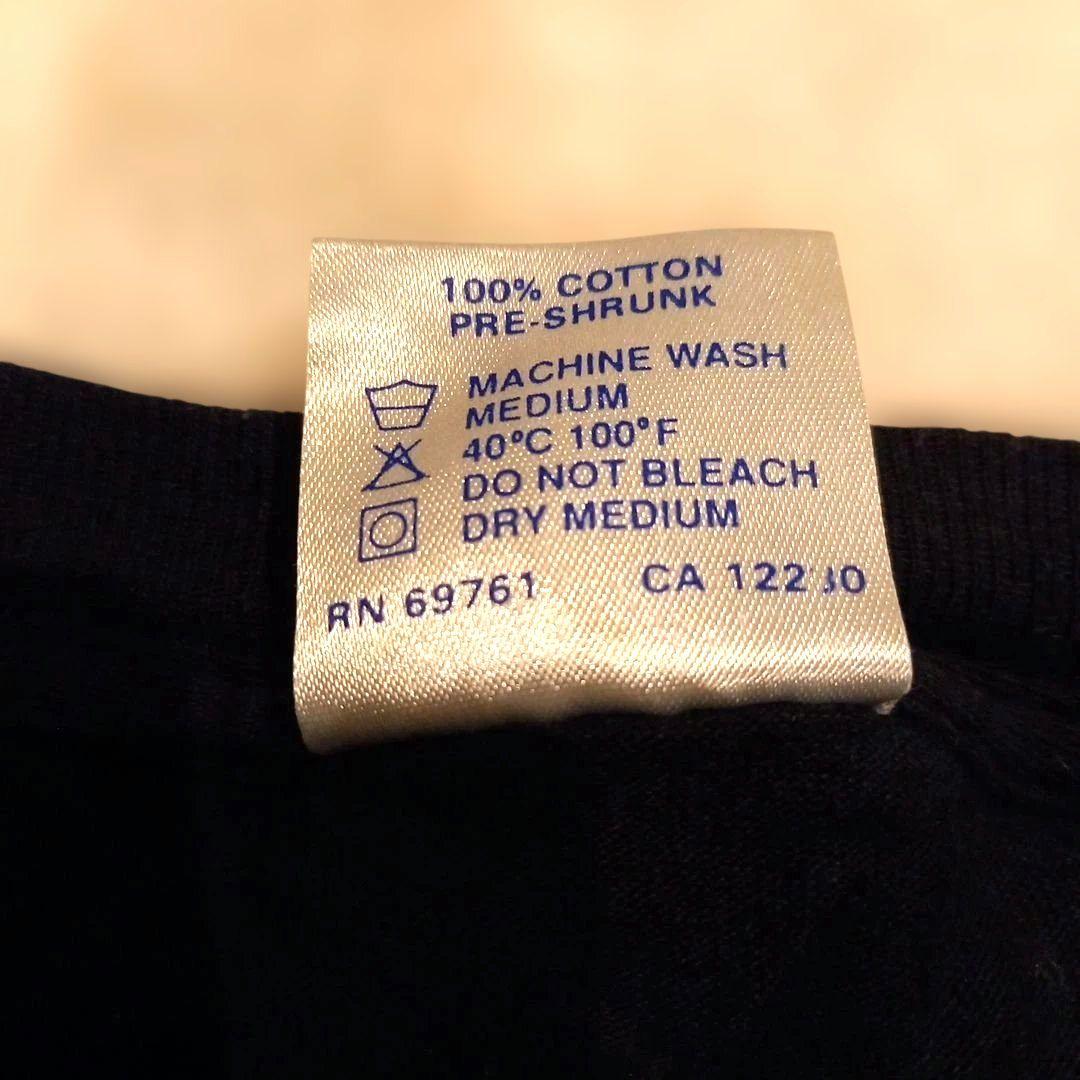 100% COTTON
PRE-SHRUNK
MACHINE WASH
MEDIUM
40°C 100°F
DO NOT BLEACH
DRY MEDIUM
RN 69761
CA